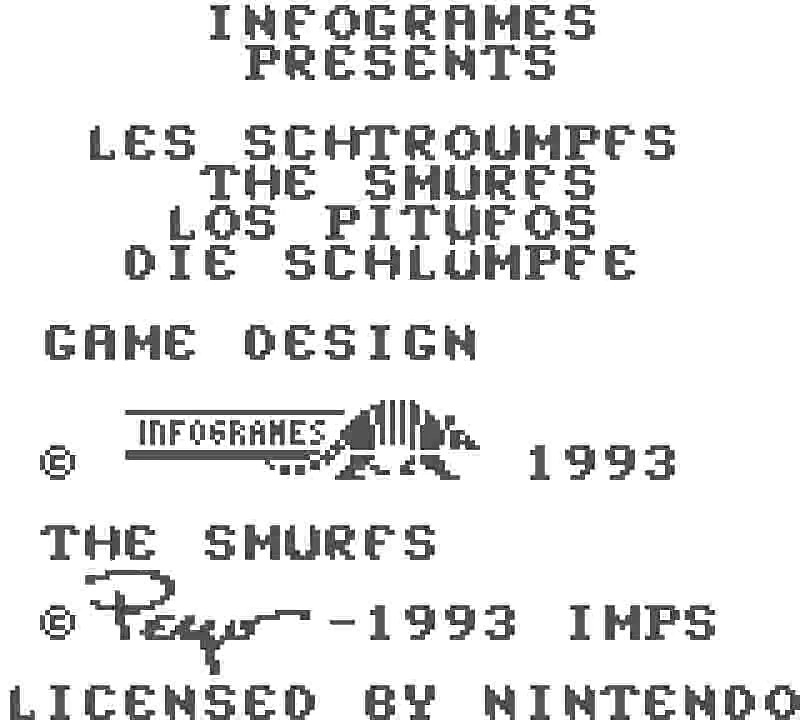 INFOGRAMES
PRESENTS
LES SCHTROUMPFS
THE SMURFS
LOS PITUFOS
DIE SCHLÜMPFE
GAME DESIGN
© INFOGRAMES 1993
THE SMURFS
© Peyo -1993 IMPS
LICENSED BY NINTENDO